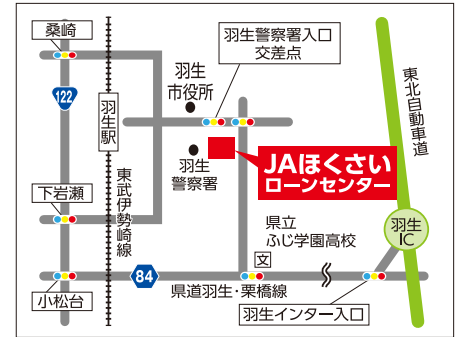 桑崎
羽生警察署入口
交差点
羽生
市役所
122
羽生駅
東北自動車道
羽生
警察署
JAほくさい
ローンセンター
東武伊勢崎線
下岩瀬
県立
ふじ学園高校
羽生
IC
文
84
小松台
県道羽生・栗橋線
羽生インター入口